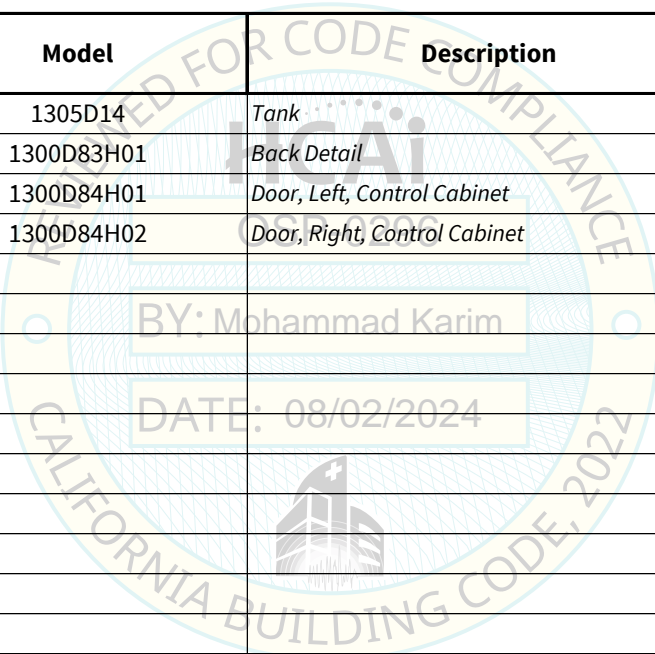 Model Description
1305D14 Tank
1300D83H01 Back Detail
1300D84H01 Door, Left, Control Cabinet
1300D84H02 Door, Right, Control Cabinet
REVIEWED FOR CODE COMPLIANCE
HCAi
OSP-0296
BY: Mohammad Karim
DATE: 08/02/2024
CALIFORNIA BUILDING CODE, 2022